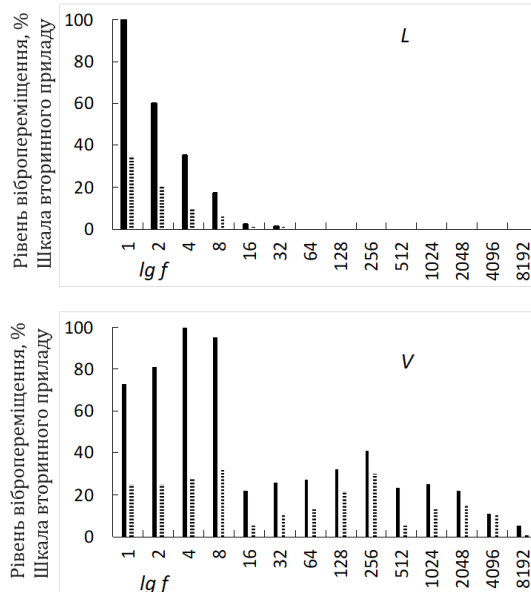 Рівень вібропереміщення, %
Шкала вторинного приладу
100
80
60
40
20
0
L
1 2 4 8 16 32 64 128 256 512 1024 2048 4096 8192
lg f
Рівень вібропереміщення, %
Шкала вторинного приладу
100
80
60
40
20
0
V
1 2 4 8 16 32 64 128 256 512 1024 2048 4096 8192
lg f